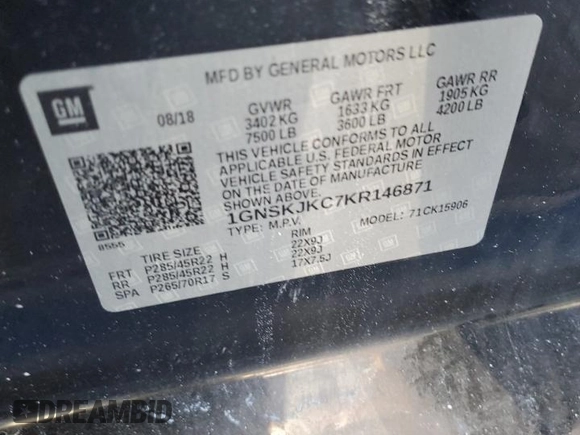 MFD BY GENERAL MOTORS LLC
GM
08/18 GVWR GAWR FRT GAWR RR
3402 KG 1633 KG 1905 KG
7500 LB 3600 LB 4200 LB
THIS VEHICLE CONFORMS TO ALL
APPLICABLE U.S. FEDERAL MOTOR
VEHICLE SAFETY STANDARDS IN EFFECT
ON THE DATE OF MANUFACTURE
SHOWN ABOVE.
1GNSKJKC7KR146871
TYPE: M.P.V. MODEL: 71CK15906
8555
TIRE SIZE RIM
FRT P285/45R22 H 22X9J
RR P285/45R22 H 22X9J
SPA P265/70R17 S 17X7.5J
DREAMBID